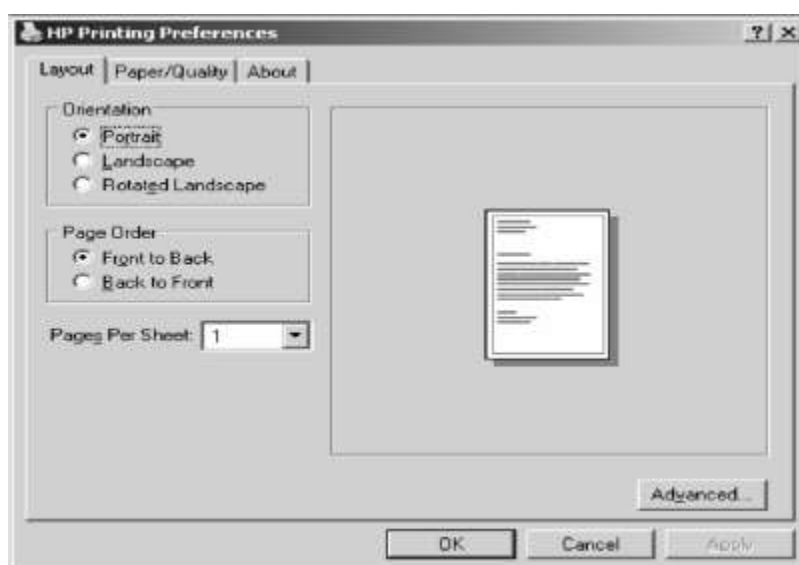 HP Printing Preferences
Layout Paper/Quality About
Orientation
Portrait
Landscape
Rotated Landscape
Page Order
Front to Back
Back to Front
Pages Per Sheet: 1
Advanced...
OK Cancel Apply